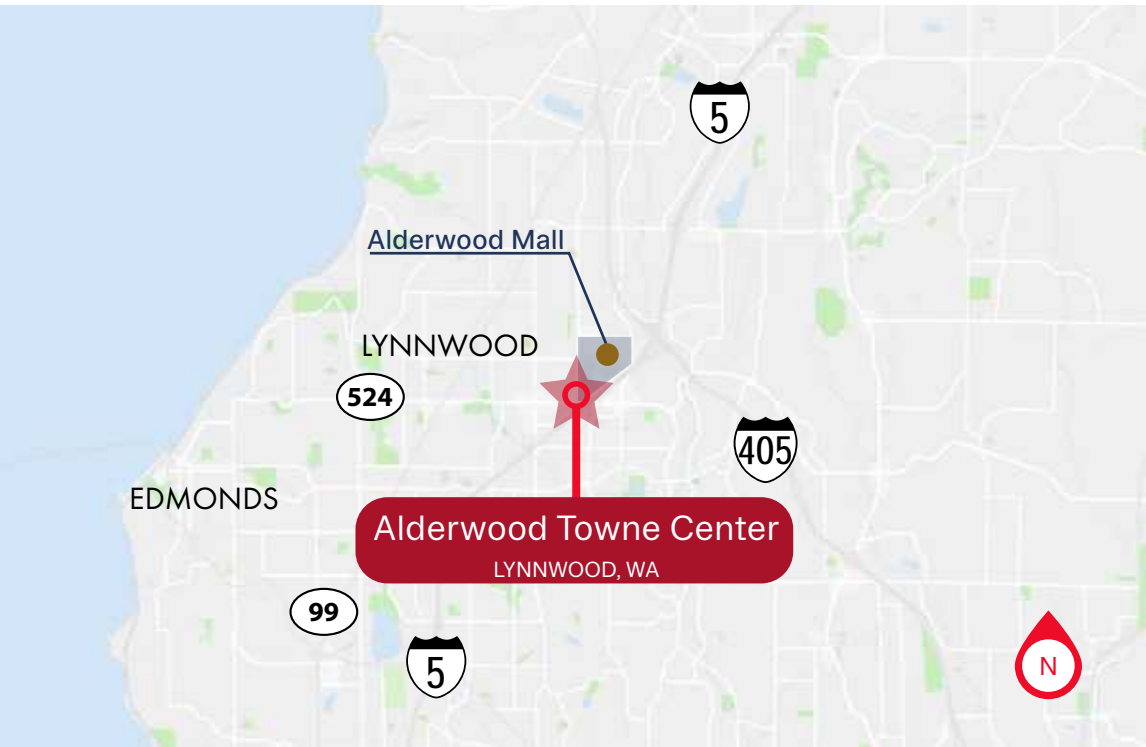 5
Alderwood Mall
LYNNWOOD
524
405
EDMONDS
Alderwood Towne Center
LYNNWOOD, WA
99
5
N